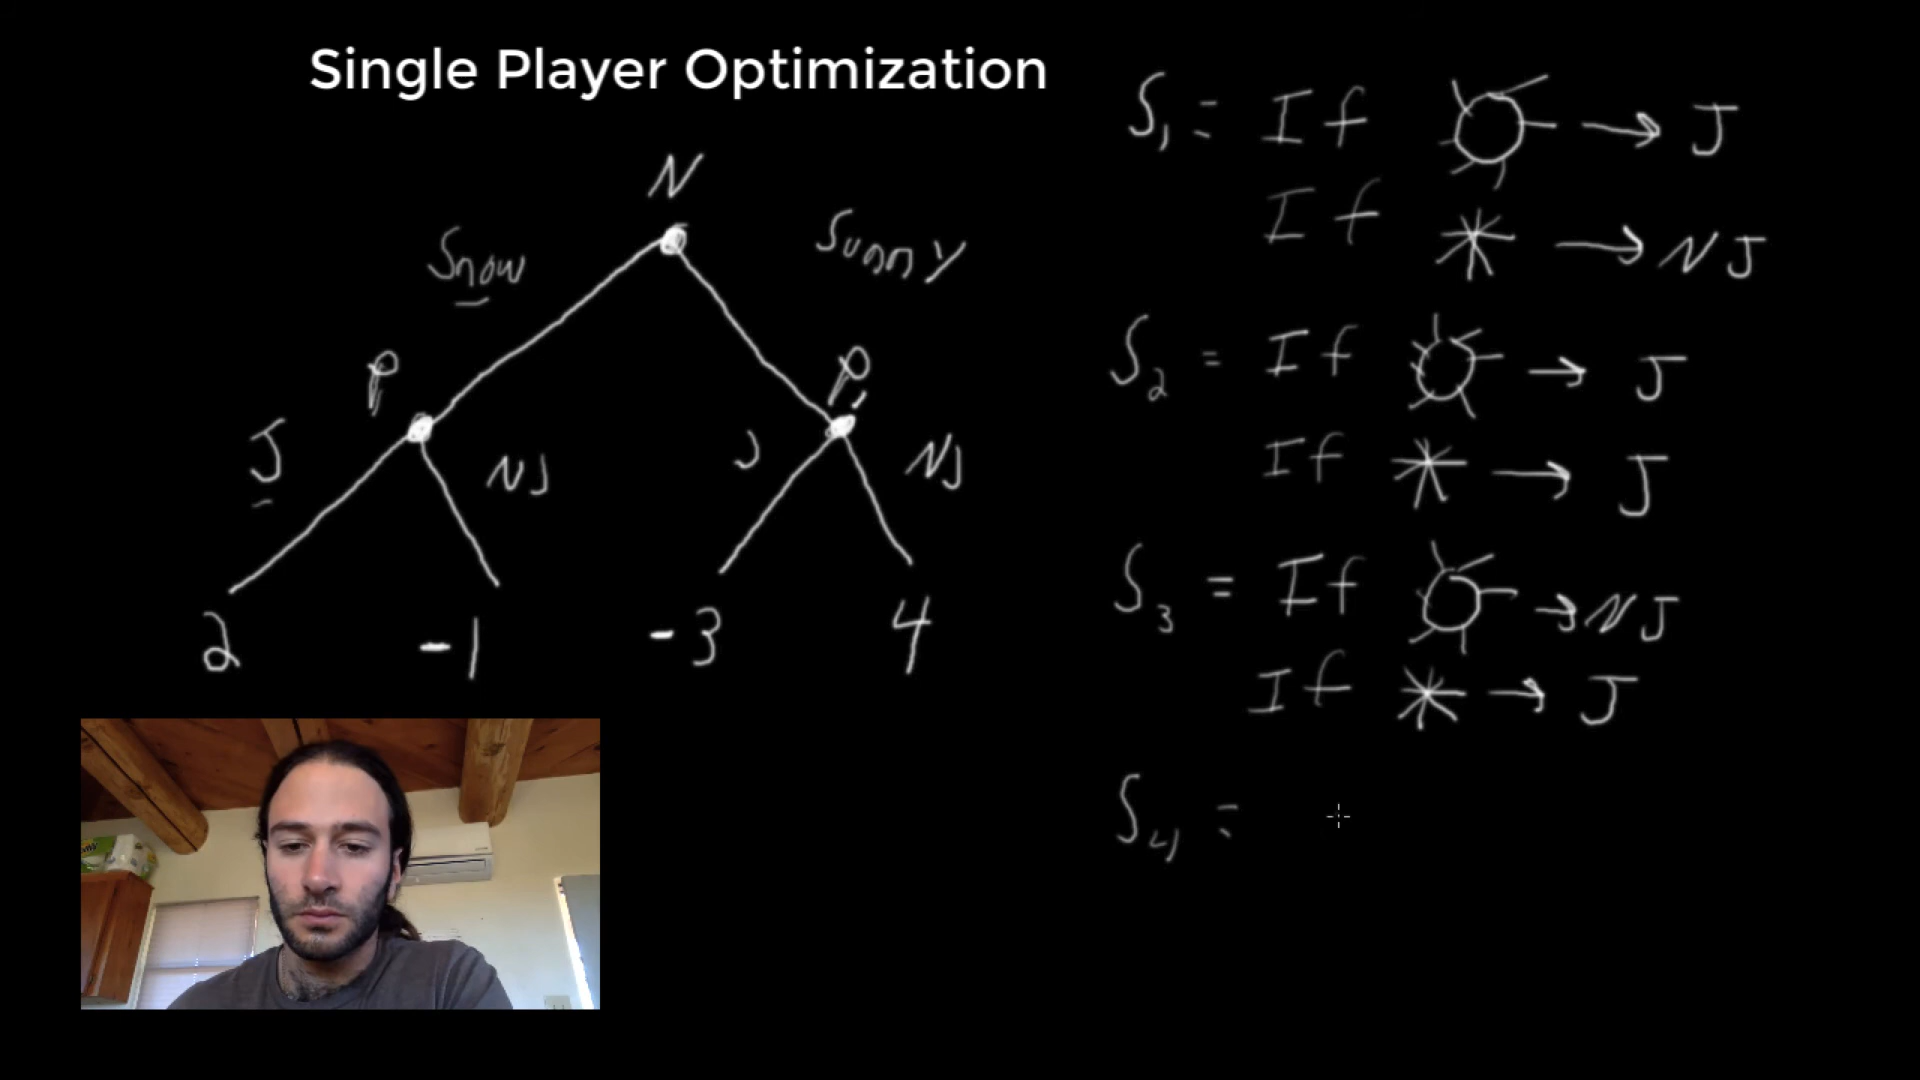 Single Player Optimization
N
Snow
Sunny
P
P
J
NJ
J
NJ
2
-1
-3
4
S1 = If → J
If → NJ
S2 = If → J
If → J
S3 = If → NJ
If → J
S4 =